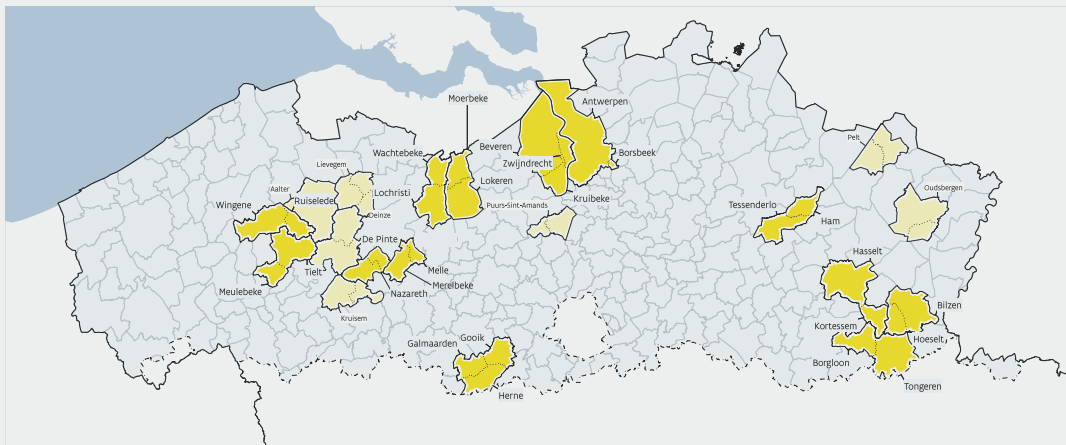 Moerbeke
Antwerpen
Wachtebeke
Beveren
Borsbeek
Zwijndrecht
Pelt
Lievegem
Aalter
Lochristi
Lokeren
Oudsbergen
Wingene
Ruiselede
Deinze
Puurs-Sint-Amands
Kruibeke
Tessenderlo
Ham
De Pinte
Hasselt
Tielt
Melle
Meulebeke
Merelbeke
Nazareth
Bilzen
Kruisem
Kortessem
Gooik
Galmaarden
Hoeselt
Borgloon
Tongeren
Herne